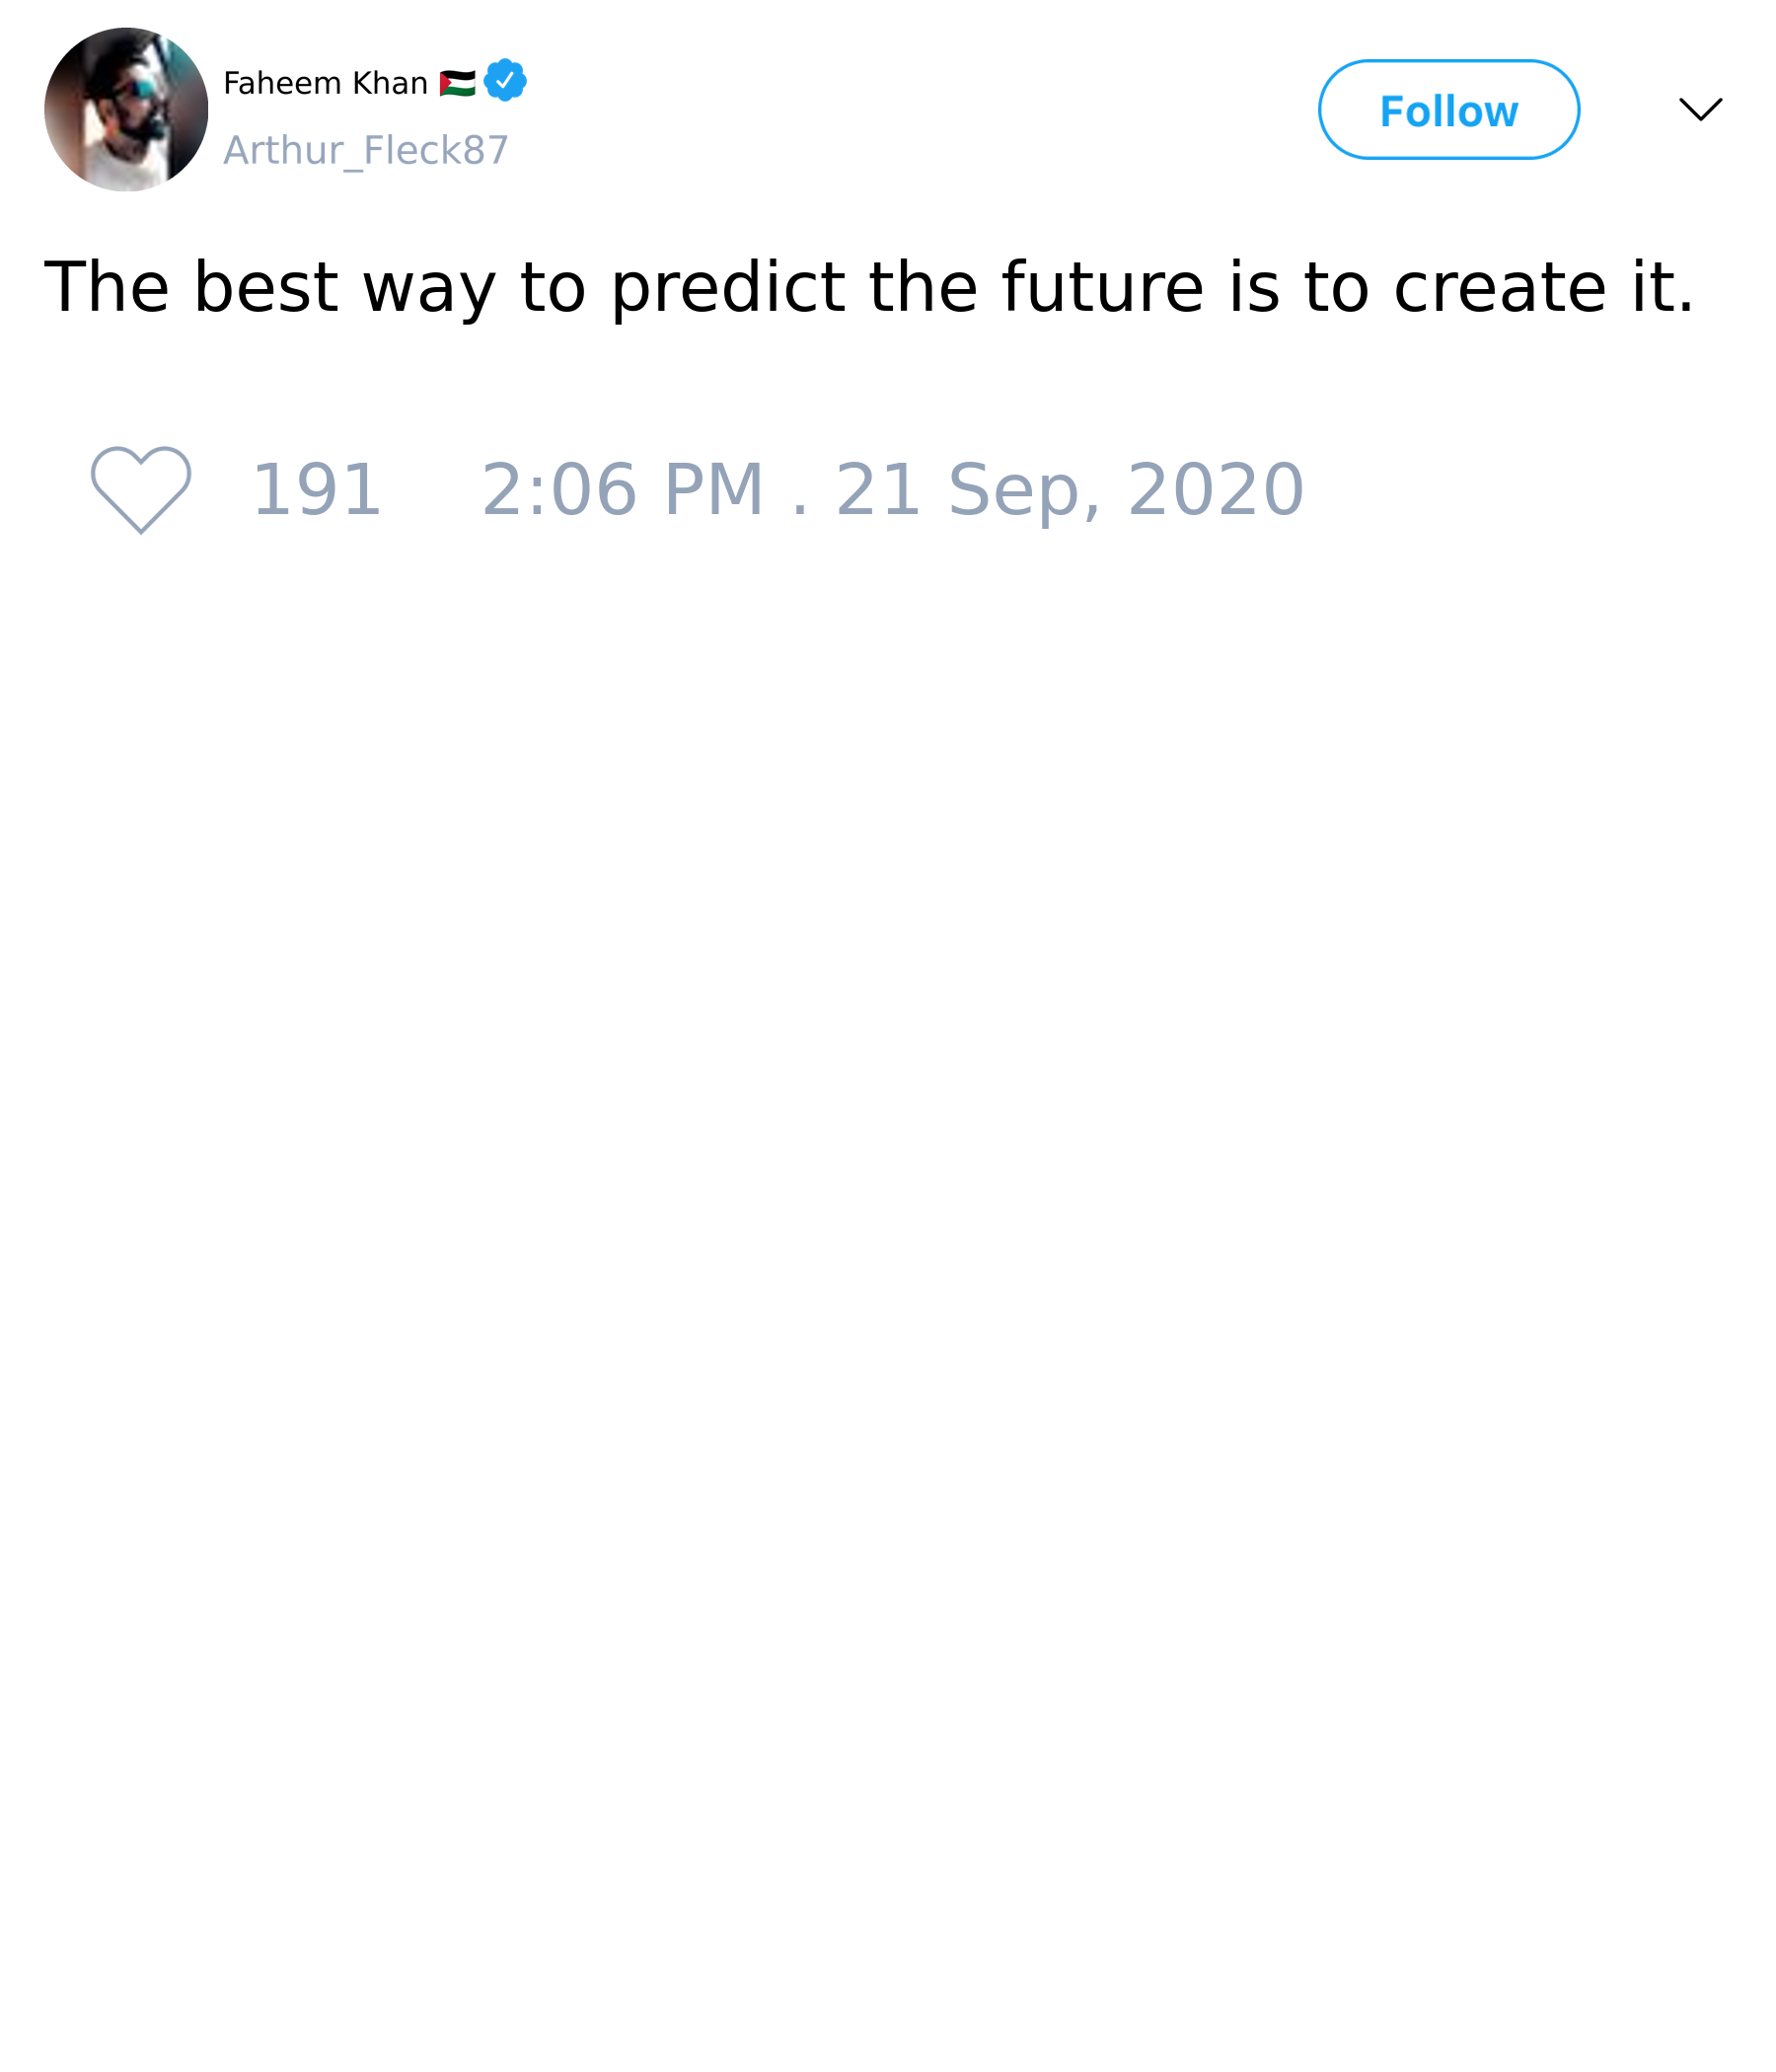 Faheem Khan 🇵🇸
Arthur_Fleck87
Follow
The best way to predict the future is to create it.
191 2:06 PM . 21 Sep, 2020